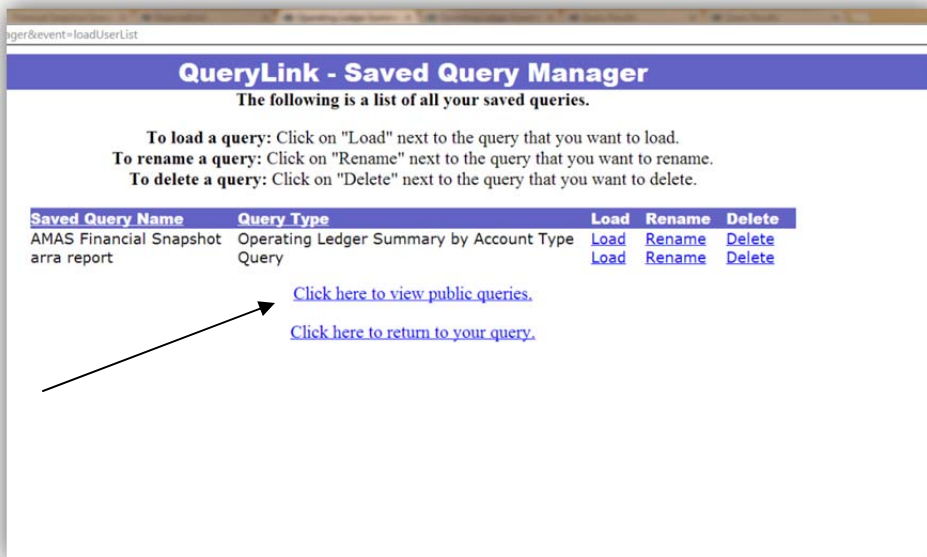 ager&event=loadUserList
QueryLink - Saved Query Manager
The following is a list of all your saved queries.
To load a query: Click on "Load" next to the query that you want to load.
To rename a query: Click on "Rename" next to the query that you want to rename.
To delete a query: Click on "Delete" next to the query that you want to delete.
Saved Query Name Query Type Load Rename Delete
AMAS Financial Snapshot Operating Ledger Summary by Account Type Load Rename Delete
arra report Query Load Rename Delete
Click here to view public queries.
Click here to return to your query.